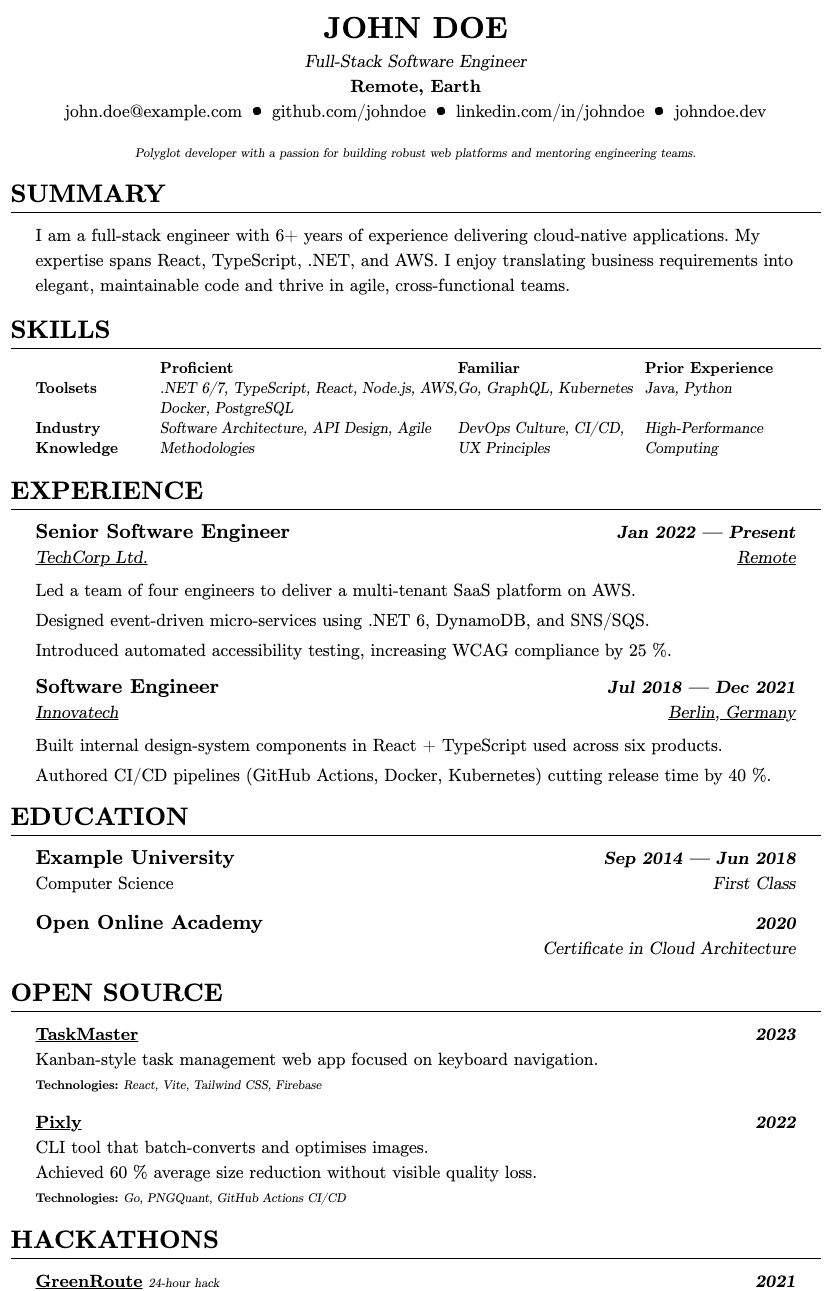 JOHN DOE
Full-Stack Software Engineer
Remote, Earth
john.doe@example.com ● github.com/johndoe ● linkedin.com/in/johndoe ● johndoe.dev
Polyglot developer with a passion for building robust web platforms and mentoring engineering teams.
SUMMARY
I am a full-stack engineer with 6+ years of experience delivering cloud-native applications. My
expertise spans React, TypeScript, .NET, and AWS. I enjoy translating business requirements into
elegant, maintainable code and thrive in agile, cross-functional teams.
SKILLS
Proficient Familiar Prior Experience
Toolsets .NET 6/7, TypeScript, React, Node.js, AWS, Go, GraphQL, Kubernetes Java, Python
Docker, PostgreSQL
Industry Software Architecture, API Design, Agile DevOps Culture, CI/CD, High-Performance
Knowledge Methodologies UX Principles Computing
EXPERIENCE
Senior Software Engineer Jan 2022 — Present
TechCorp Ltd. Remote
Led a team of four engineers to deliver a multi-tenant SaaS platform on AWS.
Designed event-driven micro-services using .NET 6, DynamoDB, and SNS/SQS.
Introduced automated accessibility testing, increasing WCAG compliance by 25 %.
Software Engineer Jul 2018 — Dec 2021
Innovatech Berlin, Germany
Built internal design-system components in React + TypeScript used across six products.
Authored CI/CD pipelines (GitHub Actions, Docker, Kubernetes) cutting release time by 40 %.
EDUCATION
Example University Sep 2014 — Jun 2018
Computer Science First Class
Open Online Academy 2020
Certificate in Cloud Architecture
OPEN SOURCE
TaskMaster 2023
Kanban-style task management web app focused on keyboard navigation.
Technologies: React, Vite, Tailwind CSS, Firebase
Pixly 2022
CLI tool that batch-converts and optimises images.
Achieved 60 % average size reduction without visible quality loss.
Technologies: Go, PNGQuant, GitHub Actions CI/CD
HACKATHONS
GreenRoute 24-hour hack 2021